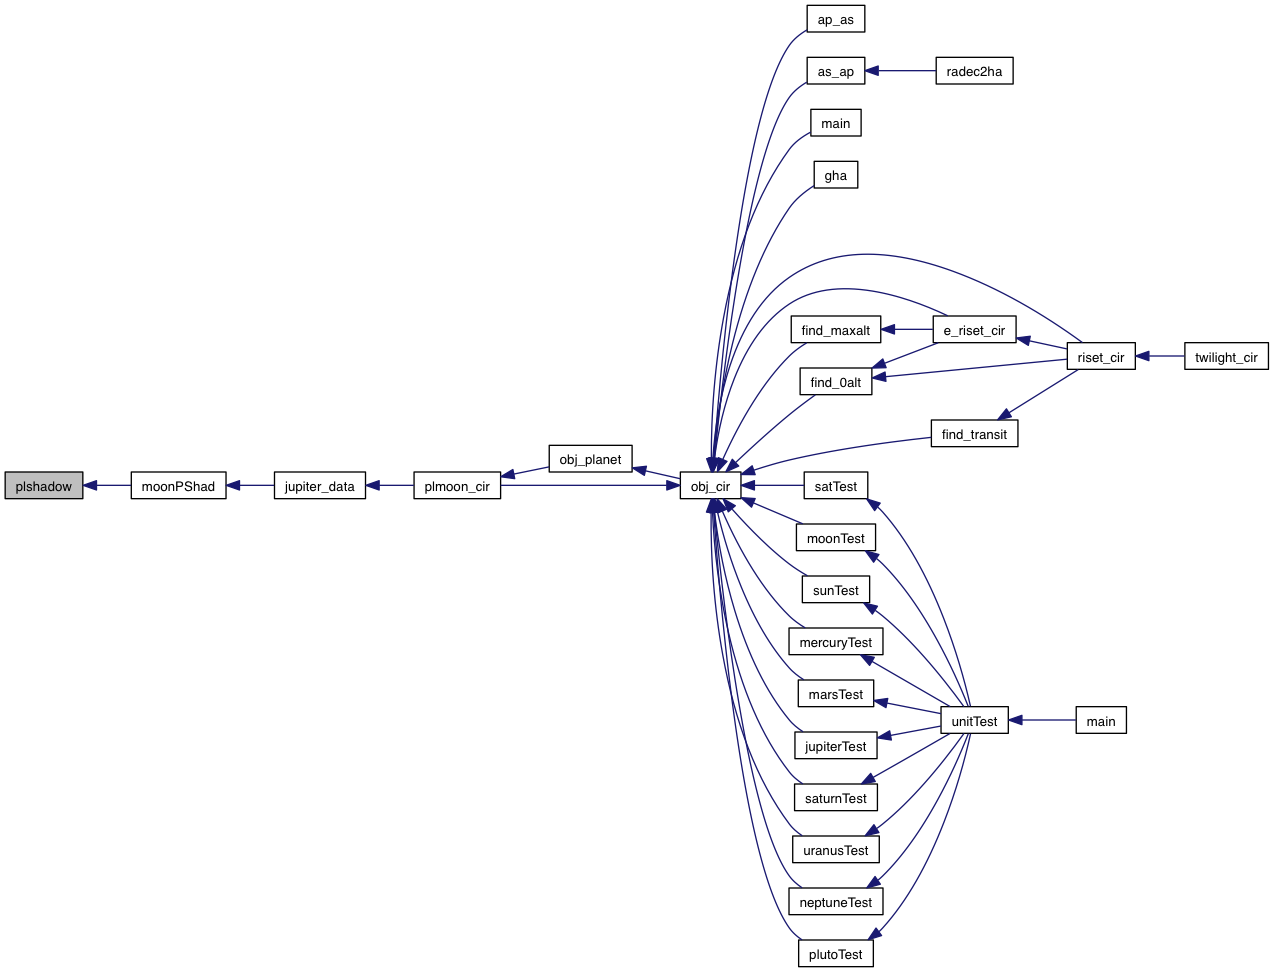 ap_as
as_ap
radec2ha
main
gha
find_maxalt
e_riset_cir
riset_cir
twilight_cir
find_0alt
find_transit
obj_planet
plshadow
moonPShad
jupiter_data
plmoon_cir
obj_cir
satTest
moonTest
sunTest
mercuryTest
marsTest
unitTest
main
jupiterTest
saturnTest
uranusTest
neptuneTest
plutoTest